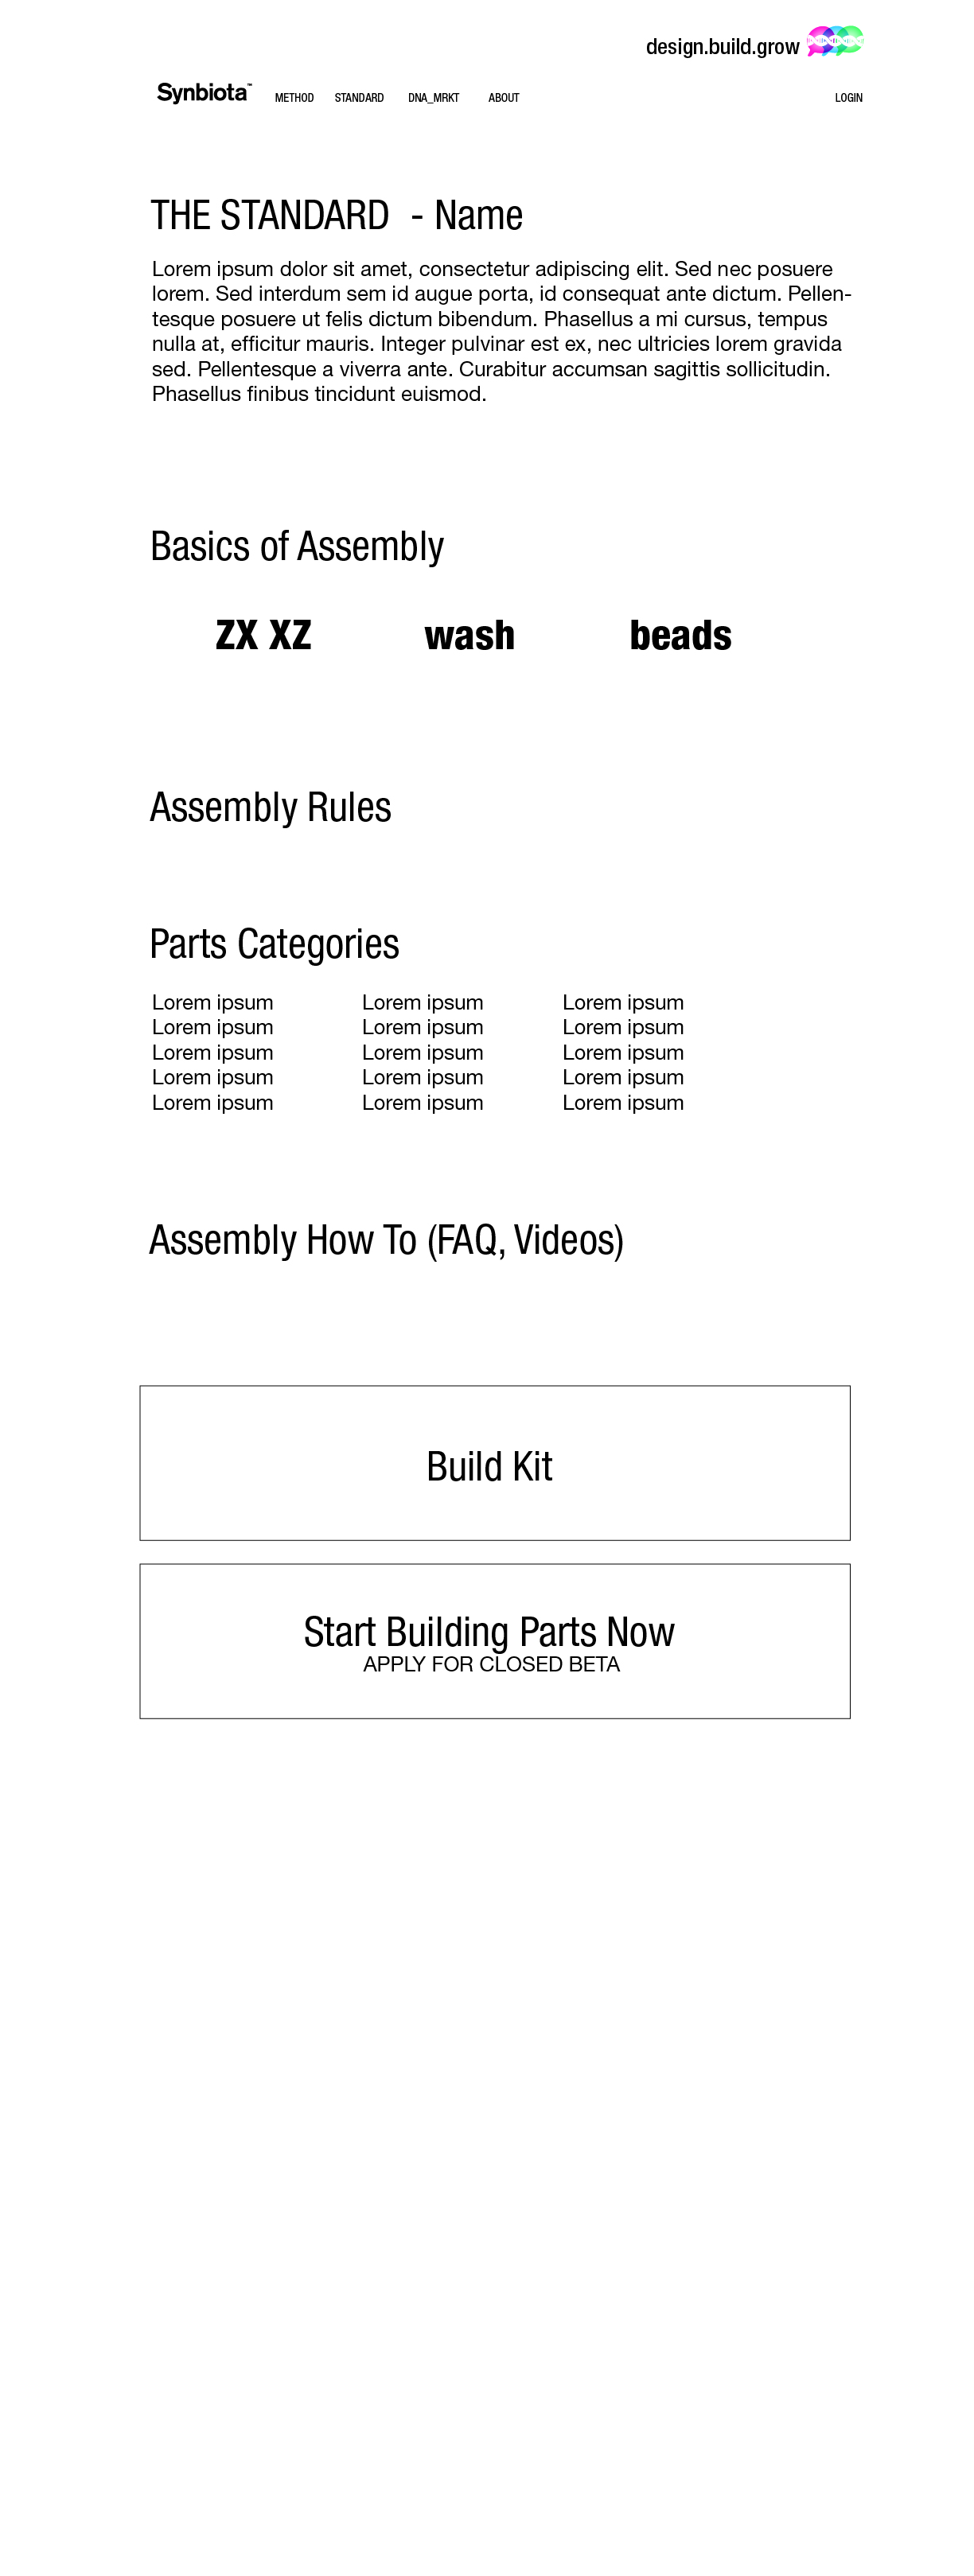 design.build.grow
Synbiota™ METHOD STANDARD DNA_MRKT ABOUT LOGIN
THE STANDARD - Name
Lorem ipsum dolor sit amet, consectetur adipiscing elit. Sed nec posuere
lorem. Sed interdum sem id augue porta, id consequat ante dictum. Pellen-
tesque posuere ut felis dictum bibendum. Phasellus a mi cursus, tempus
nulla at, efficitur mauris. Integer pulvinar est ex, nec ultricies lorem gravida
sed. Pellentesque a viverra ante. Curabitur accumsan sagittis sollicitudin.
Phasellus finibus tincidunt euismod.
Basics of Assembly
ZX XZ wash beads
Assembly Rules
Parts Categories
Lorem ipsum Lorem ipsum Lorem ipsum
Lorem ipsum Lorem ipsum Lorem ipsum
Lorem ipsum Lorem ipsum Lorem ipsum
Lorem ipsum Lorem ipsum Lorem ipsum
Lorem ipsum Lorem ipsum Lorem ipsum
Assembly How To (FAQ, Videos)
Build Kit
Start Building Parts Now
APPLY FOR CLOSED BETA